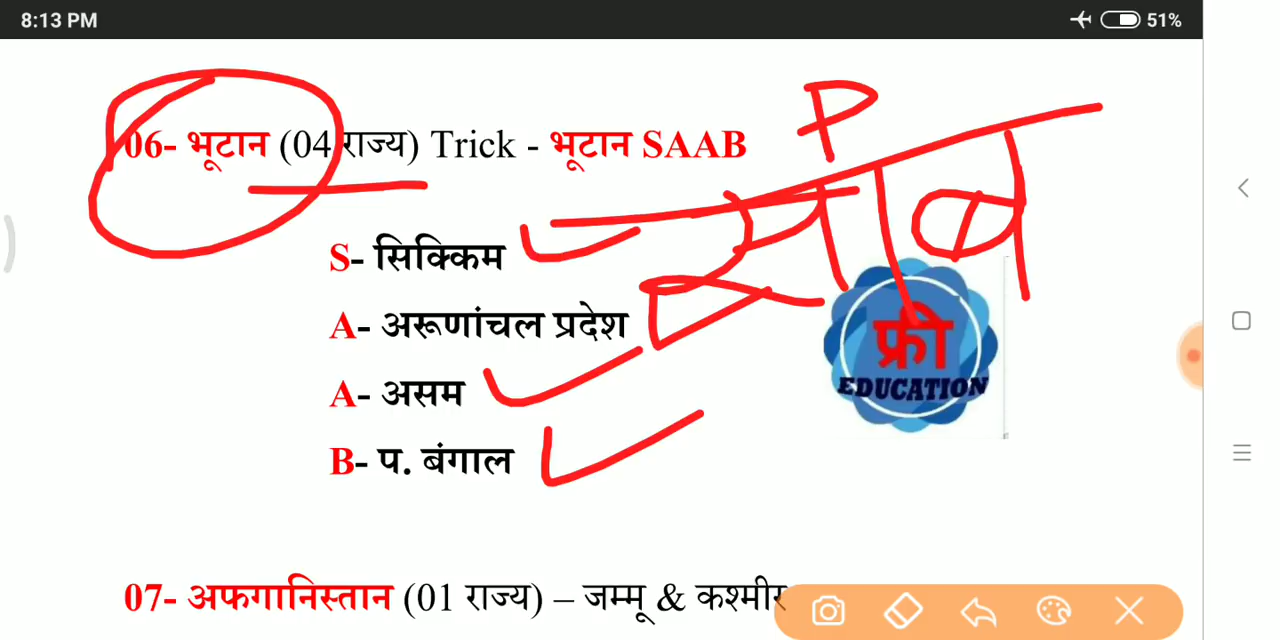 8:13 PM 51%
06- भूटान (04 राज्य) Trick - भूटान SAAB
P
साब
S- सिक्किम
A- अरूणांचल प्रदेश
A- असम
B- प. बंगाल
फ्री
EDUCATION
07- अफगानिस्तान (01 राज्य) – जम्मू & कश्मीर